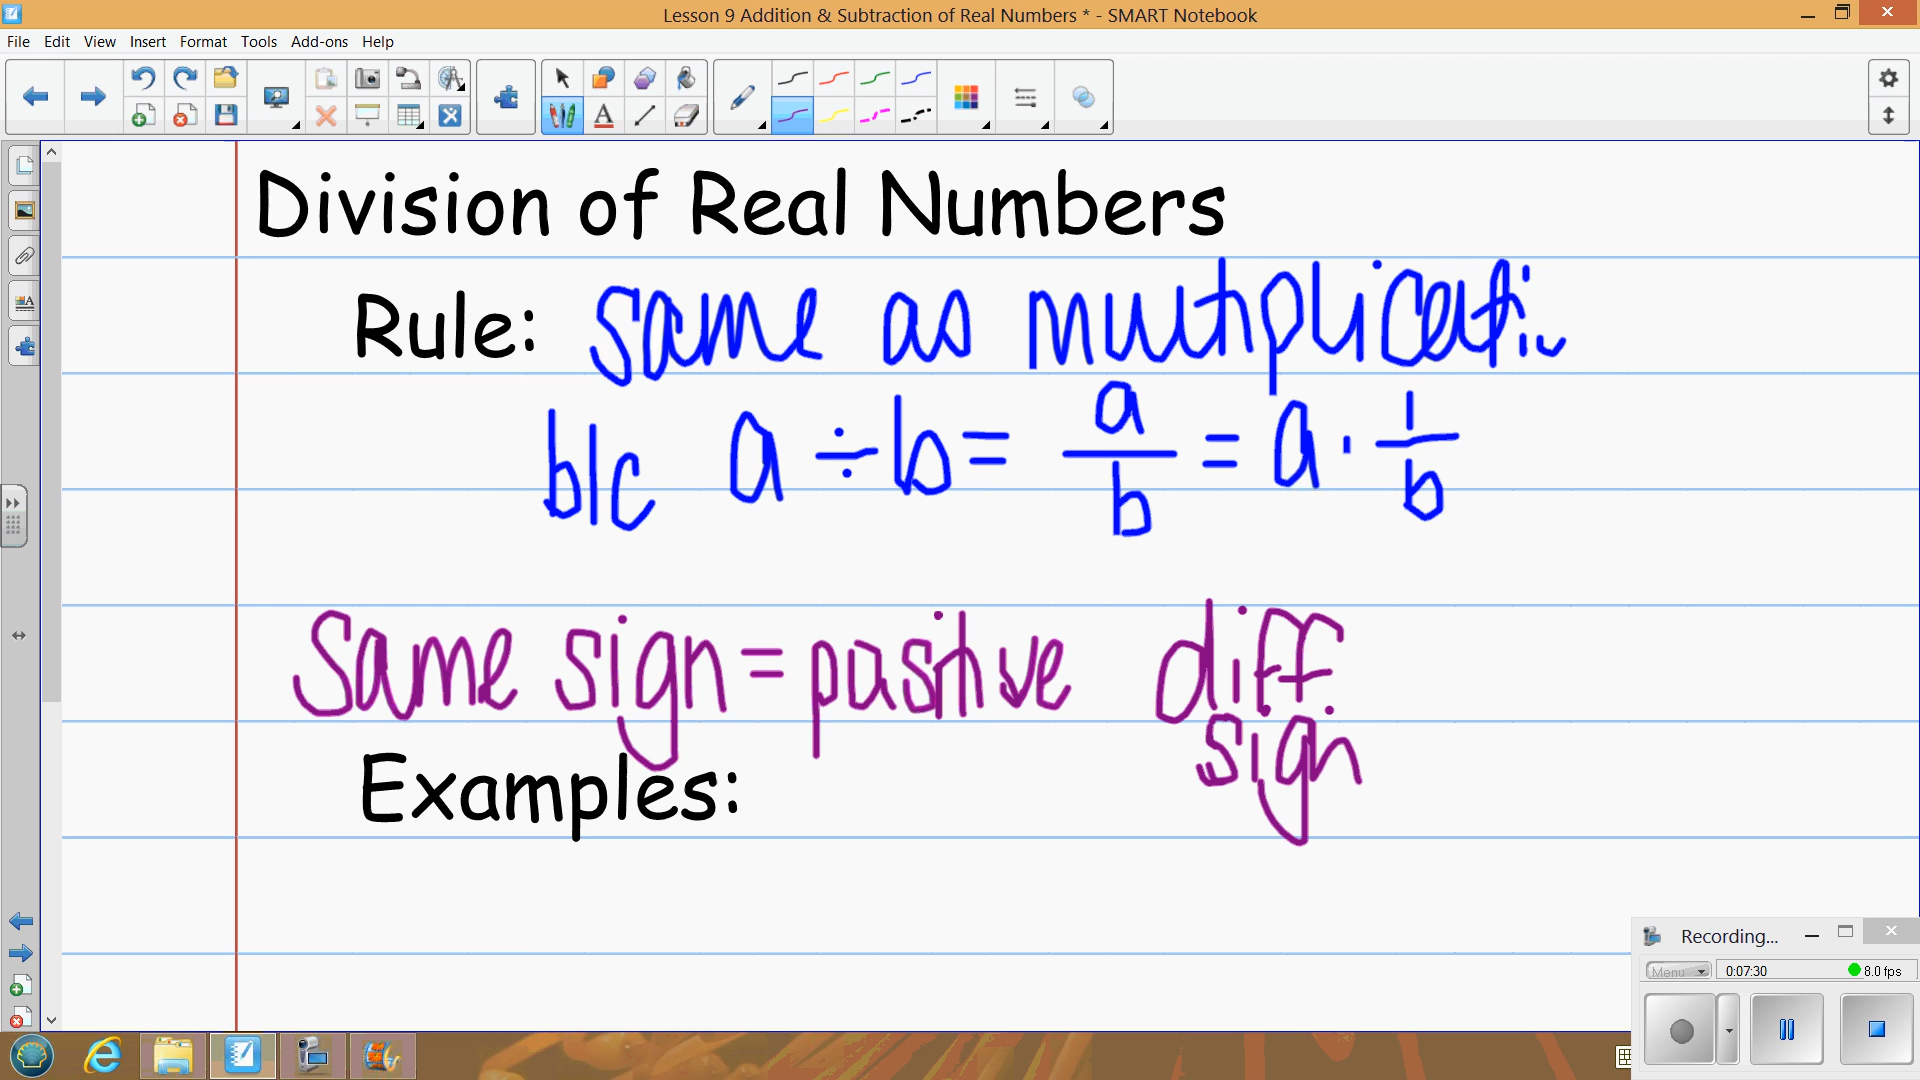 Lesson 9 Addition & Subtraction of Real Numbers * - SMART Notebook
File Edit View Insert Format Tools Add-ons Help
Division of Real Numbers
Rule: same as multiplicati
b/c a ÷ b = a/b = a · 1/b
Same sign = positive diff
sign
Examples:
Recording...
Menu 0:07:30 8.0 fps